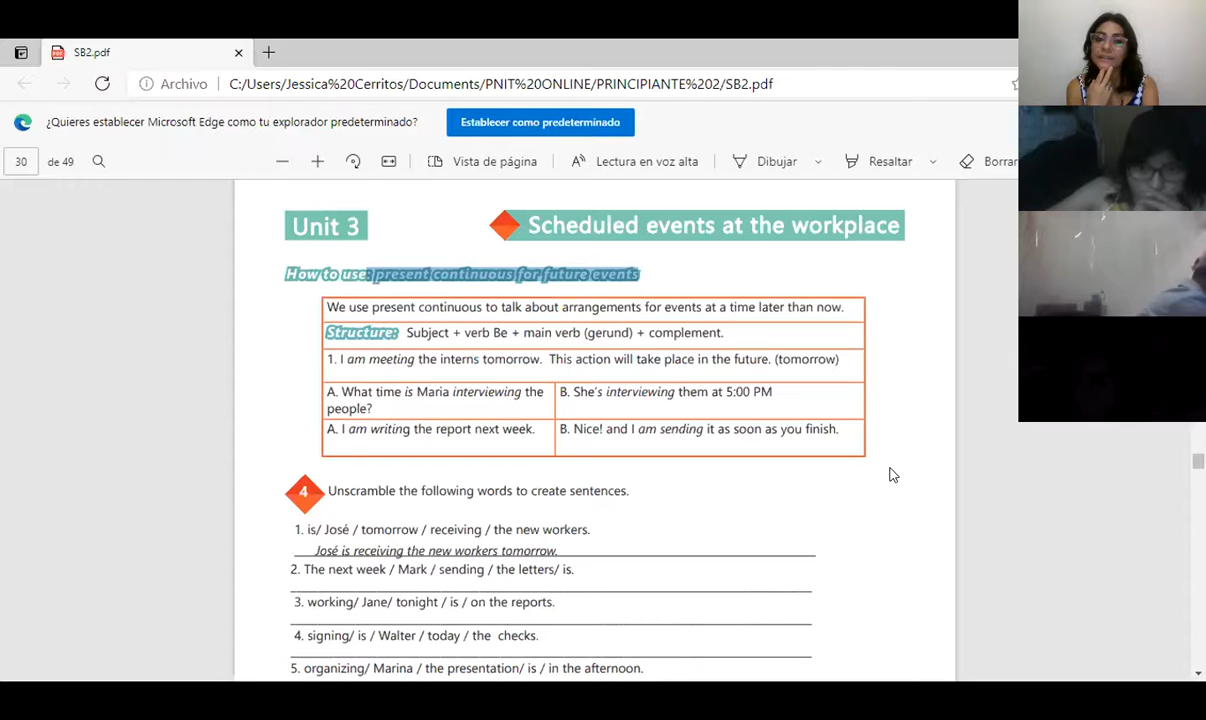 SB2.pdf
Archivo C:/Users/Jessica%20Cerritos/Documents/PNIT%20ONLINE/PRINCIPIANTE%202/SB2.pdf
¿Quieres establecer Microsoft Edge como tu explorador predeterminado? Establecer como predeterminado
30 de 49 Vista de página Lectura en voz alta Dibujar Resaltar Borrar
Unit 3 Scheduled events at the workplace
How to use: present continuous for future events
We use present continuous to talk about arrangements for events at a time later than now.
Structure: Subject + verb Be + main verb (gerund) + complement.
1. I am meeting the interns tomorrow. This action will take place in the future. (tomorrow)
A. What time is Maria interviewing the
people?
B. She's interviewing them at 5:00 PM
A. I am writing the report next week.
B. Nice! and I am sending it as soon as you finish.
4 Unscramble the following words to create sentences.
1. is/ José / tomorrow / receiving / the new workers.
José is receiving the new workers tomorrow.
2. The next week / Mark / sending / the letters/ is.
3. working/ Jane/ tonight / is / on the reports.
4. signing/ is / Walter / today / the checks.
5. organizing/ Marina / the presentation/ is / in the afternoon.